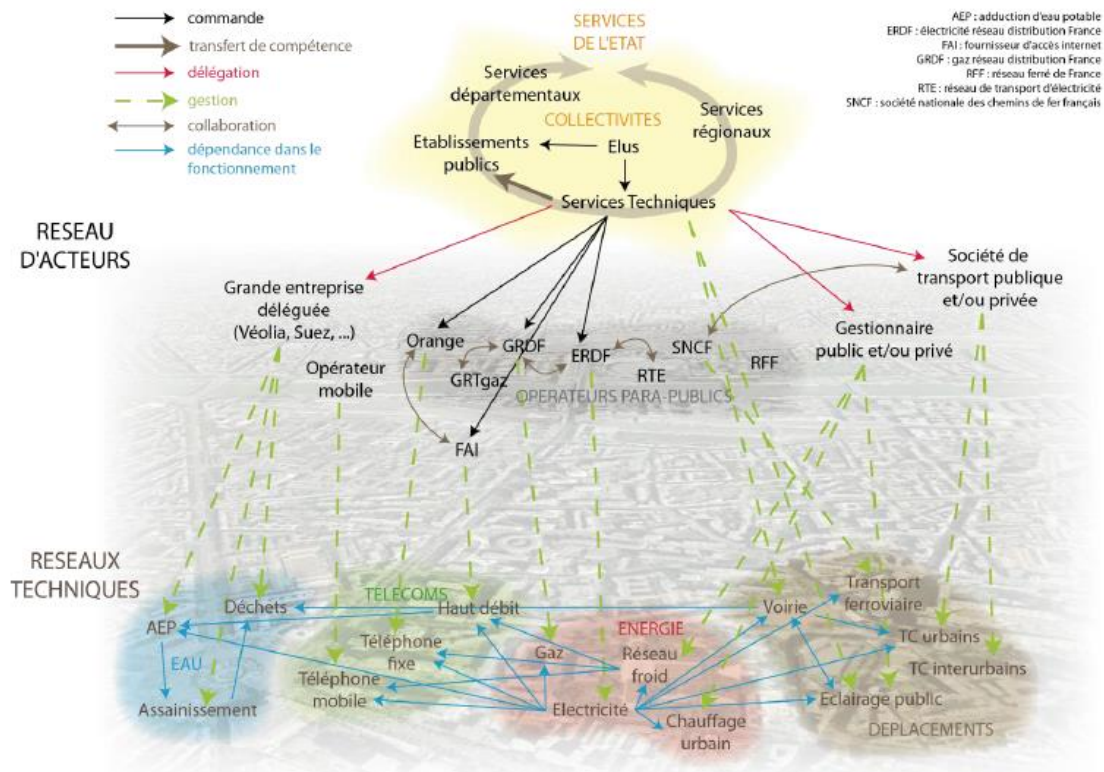 commande
transfert de compétence
délégation
gestion
collaboration
dépendance dans le
fonctionnement
SERVICES
DE L'ETAT
AEP : adduction d'eau potable
ERDF : électricité réseau distribution France
FAI : fournisseur d'accès internet
GRDF : gaz réseau distribution France
RFF : réseau ferré de France
RTE : réseau de transport d'électricité
SNCF : société nationale des chemins de fer français
Services
départementaux
COLLECTIVITES
Services
régionaux
Etablissements
publics
Elus
Services Techniques
RESEAU
D'ACTEURS
Grande entreprise
déléguée
(Véolia, Suez, ...)
Société de
transport publique
et/ou privée
Gestionnaire
public et/ou privé
Opérateur
mobile
Orange
GRDF
GRTgaz
ERDF
RTE
SNCF
RFF
OPERATEURS PARA-PUBLICS
FAI
RESEAUX
TECHNIQUES
Déchets
AEP
EAU
Assainissement
TELECOMS
Haut débit
Téléphone
fixe
Téléphone
mobile
ENERGIE
Gaz
Réseau
froid
Electricité
Chauffage
urbain
Voirie
Transport
ferroviaire
TC urbains
TC interurbains
Eclairage public
DEPLACEMENTS